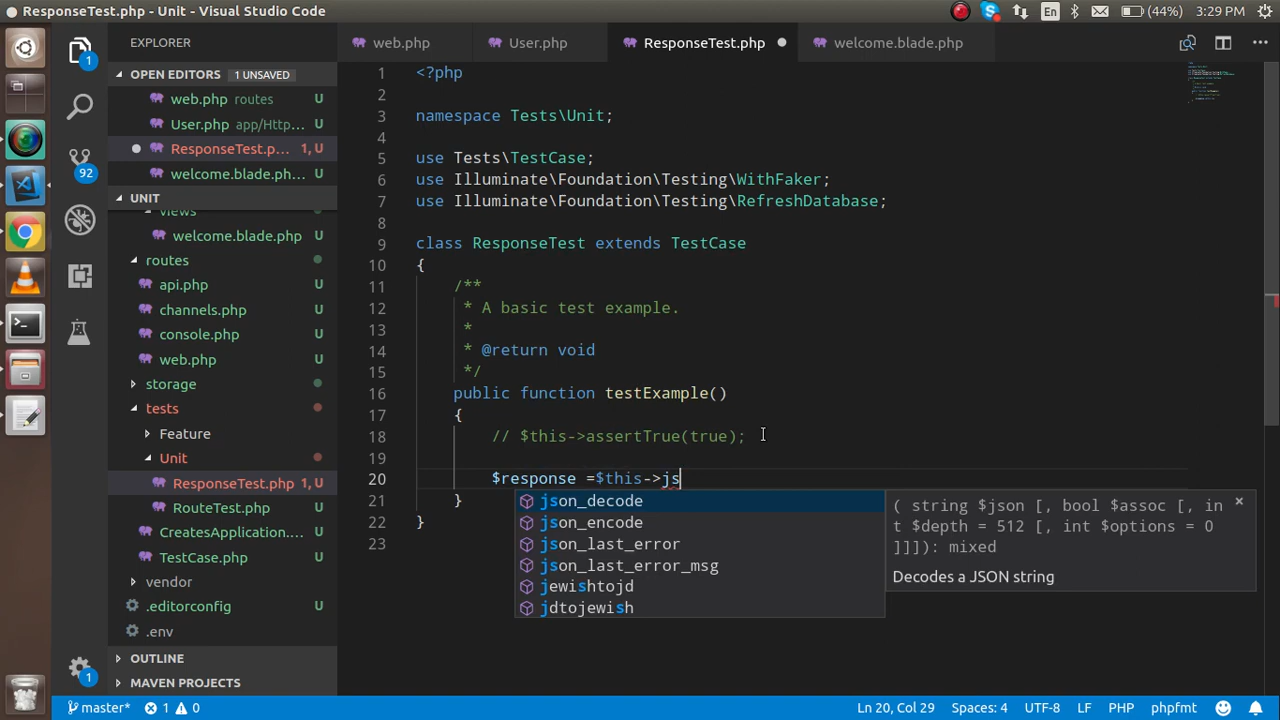 ResponseTest.php - Unit - Visual Studio Code
En
(44%)
3:29 PM
EXPLORER
web.php
User.php
ResponseTest.php
welcome.blade.php
OPEN EDITORS
1 UNSAVED
web.php routes
U
User.php app/Http...
U
ResponseTest.p... 1, U
welcome.blade.ph...
U
UNIT
views
welcome.blade.php
U
routes
api.php
U
channels.php
U
console.php
U
web.php
U
storage
tests
Feature
Unit
ResponseTest.php 1, U
RouteTest.php
U
CreatesApplication....
U
TestCase.php
U
vendor
.editorconfig
U
.env
OUTLINE
MAVEN PROJECTS
1
92
1
1 <?php
2
3 namespace Tests\Unit;
4
5 use Tests\TestCase;
6 use Illuminate\Foundation\Testing\WithFaker;
7 use Illuminate\Foundation\Testing\RefreshDatabase;
8
9 class ResponseTest extends TestCase
10 {
11 /**
12 * A basic test example.
13 *
14 * @return void
15 */
16 public function testExample()
17 {
18 // $this->assertTrue(true);
19
20 $response =$this->js
21 }
22 }
23
json_decode
json_encode
json_last_error
json_last_error_msg
jewishtojd
jdtojewish
( string $json [, bool $assoc [, in
t $depth = 512 [, int $options = 0
]]]): mixed
Decodes a JSON string
master*
1
0
Ln 20, Col 29
Spaces: 4
UTF-8
LF
PHP
phpfmt